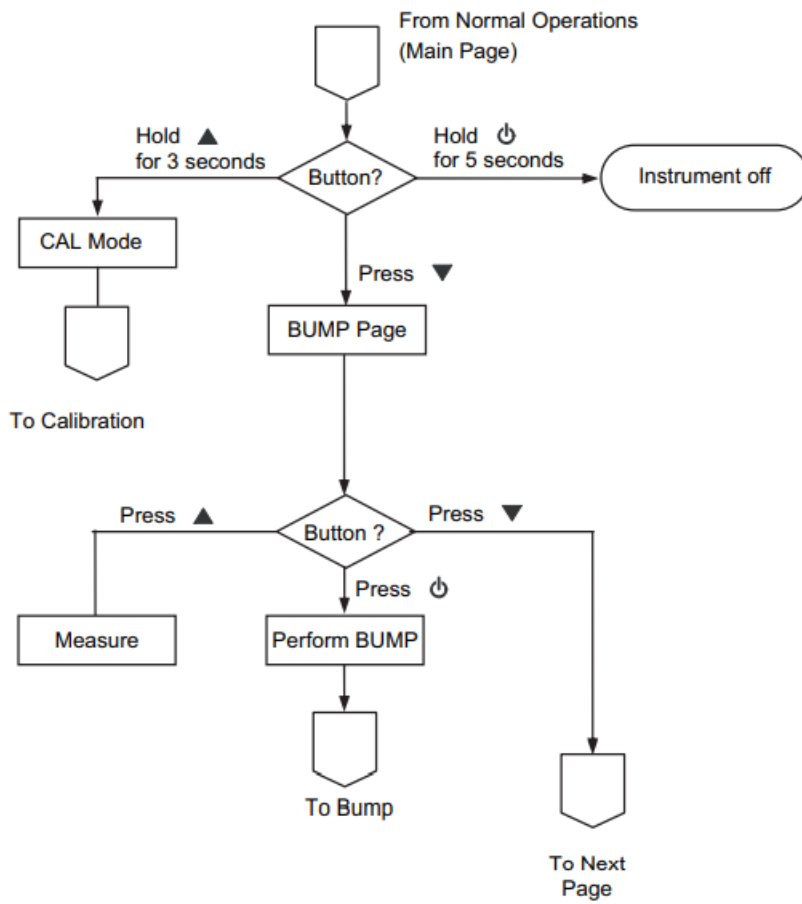 From Normal Operations
(Main Page)
Hold ▲
for 3 seconds
Hold ⏻
for 5 seconds
Button?
Instrument off
CAL Mode
Press ▼
BUMP Page
To Calibration
Press ▲
Button ?
Press ▼
Press ⏻
Measure
Perform BUMP
To Bump
To Next
Page